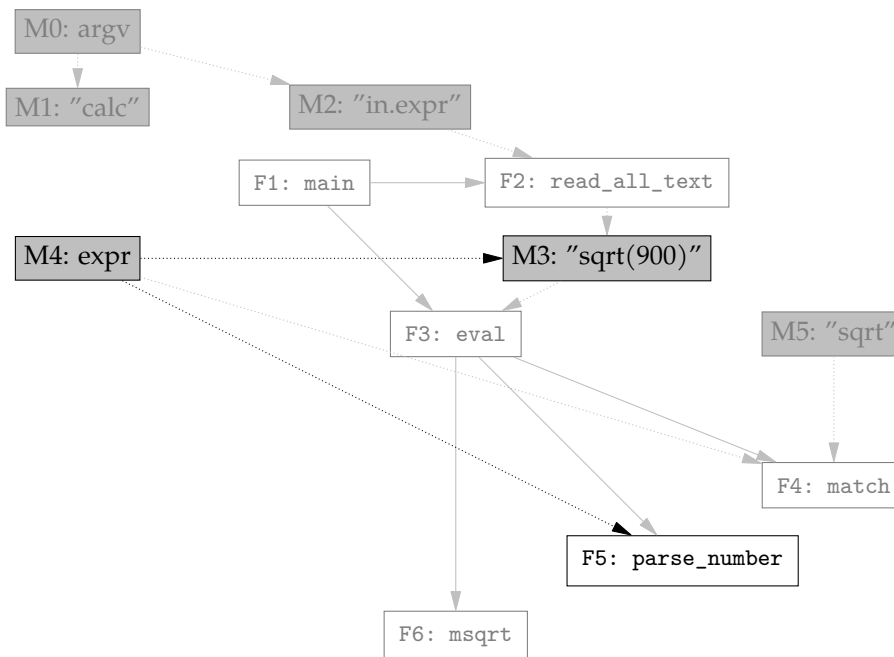 M0: argv
M1: ”calc”
M2: ”in.expr”
F1: main
F2: read_all_text
M4: expr
M3: ”sqrt(900)”
F3: eval
M5: ”sqrt”
F4: match
F5: parse_number
F6: msqrt